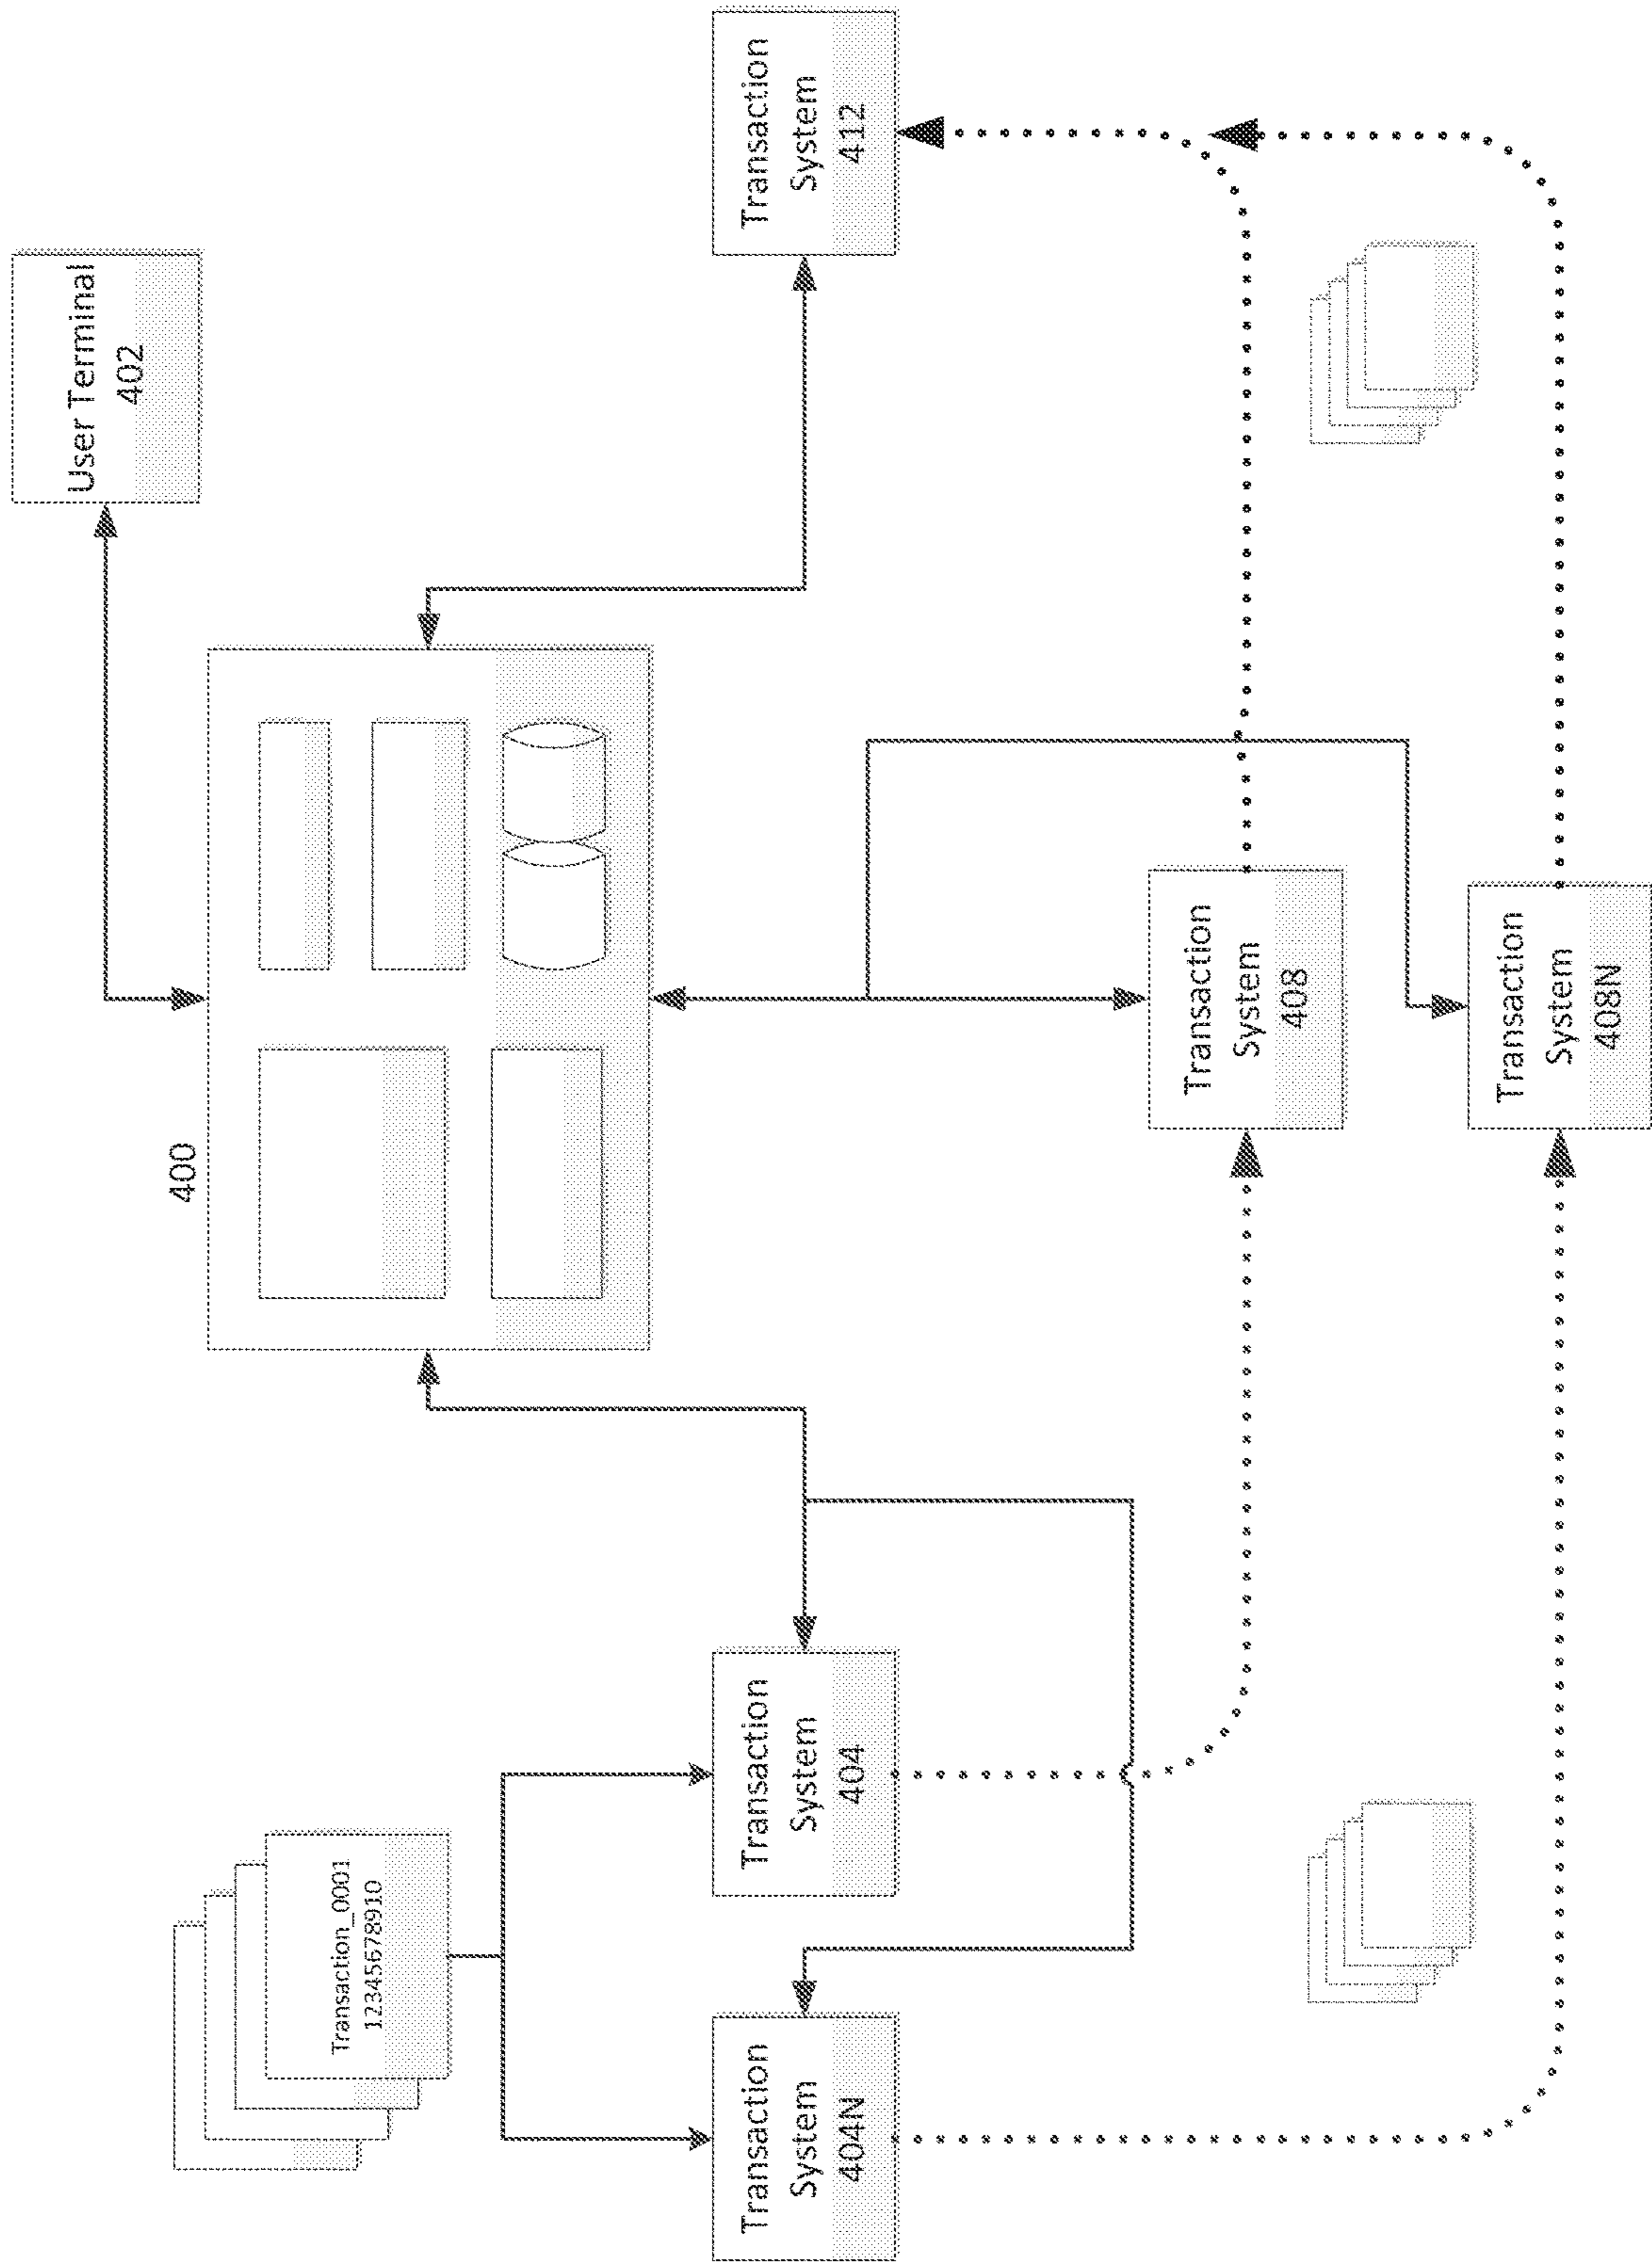 User Terminal
402
400
Transaction_0001
12345678910
Transaction
System
404N
Transaction
System
404
Transaction
System
412
Transaction
System
408
Transaction
System
408N